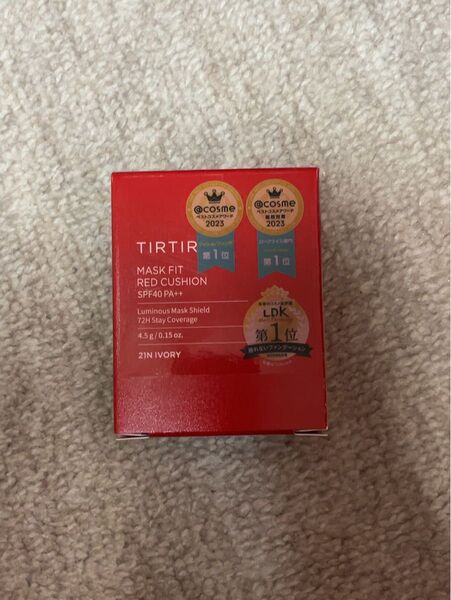 @cosme
ベストコスメアワード
2023
第1位
@cosme
ベストコスメアワード
2023
第1位
TIRTIR
MASK FIT
RED CUSHION
SPF40 PA++
Luminous Mask Shield
72H Stay Coverage
4.5 g / 0.15 oz.
21N IVORY
LDK
第1位